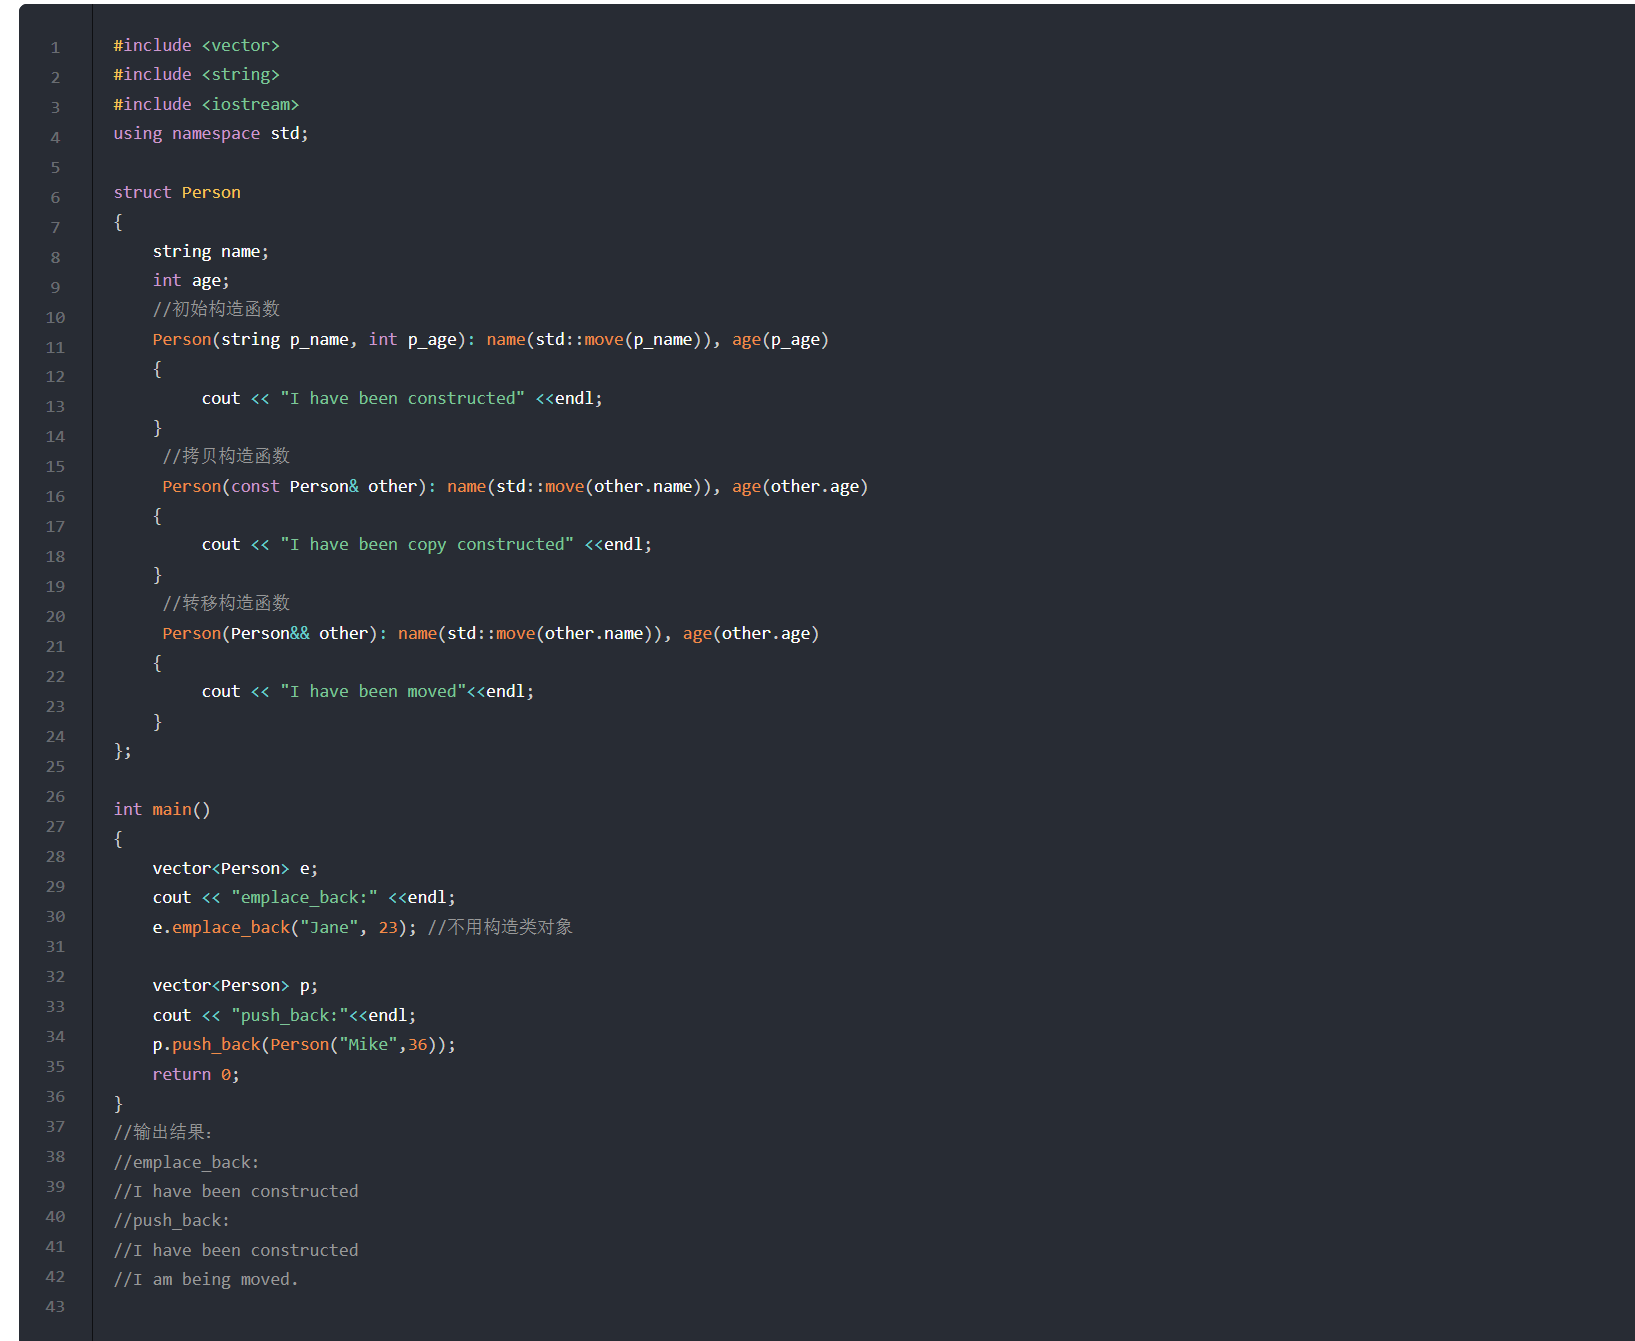 1 #include <vector>
2 #include <string>
3 #include <iostream>
4 using namespace std;
5
6 struct Person
7 {
8 string name;
9 int age;
10 //初始构造函数
11 Person(string p_name, int p_age): name(std::move(p_name)), age(p_age)
12 {
13 cout << "I have been constructed" <<endl;
14 }
15 //拷贝构造函数
16 Person(const Person& other): name(std::move(other.name)), age(other.age)
17 {
18 cout << "I have been copy constructed" <<endl;
19 }
20 //转移构造函数
21 Person(Person&& other): name(std::move(other.name)), age(other.age)
22 {
23 cout << "I have been moved"<<endl;
24 }
25 };
26
27 int main()
28 {
29 vector<Person> e;
30 cout << "emplace_back:" <<endl;
31 e.emplace_back("Jane", 23); //不用构造类对象
32
33 vector<Person> p;
34 cout << "push_back:"<<endl;
35 p.push_back(Person("Mike",36));
36 return 0;
37 }
38 //输出结果：
39 //emplace_back:
40 //I have been constructed
41 //push_back:
42 //I have been constructed
43 //I am being moved.